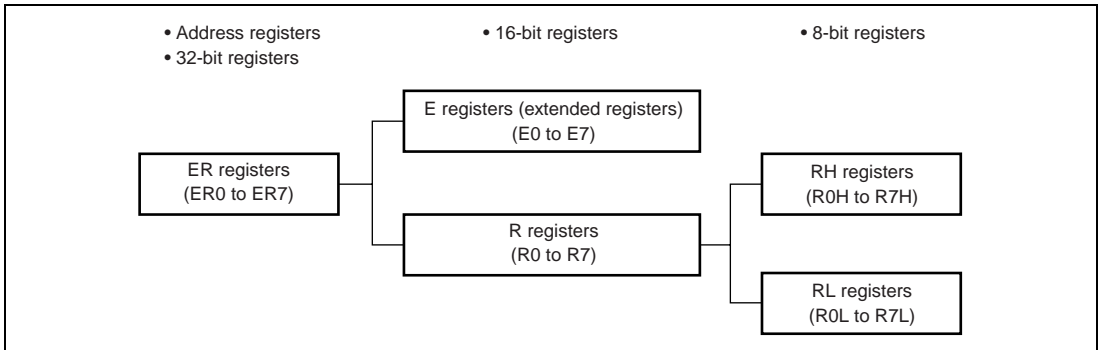 • Address registers
• 32-bit registers
• 16-bit registers
• 8-bit registers
E registers (extended registers)
(E0 to E7)
ER registers
(ER0 to ER7)
RH registers
(R0H to R7H)
R registers
(R0 to R7)
RL registers
(R0L to R7L)